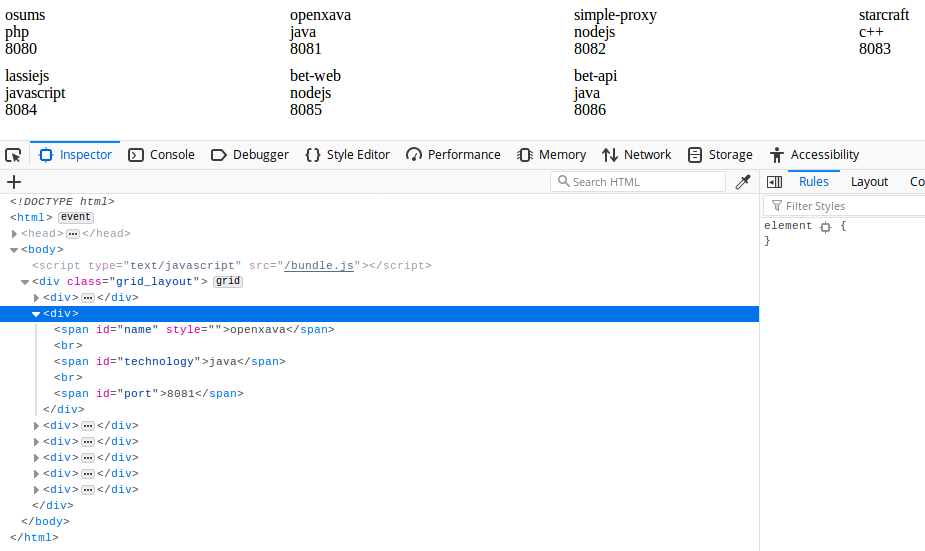 osums openxava simple-proxy starcraft
php java nodejs c++
8080 8081 8082 8083
lassiejs bet-web bet-api
javascript nodejs java
8084 8085 8086
Inspector Console Debugger Style Editor Performance Memory Network Storage Accessibility
Search HTML Rules Layout Co
Filter Styles
<!DOCTYPE html>
<html> event
<head> ••• </head>
<body>
<script type="text/javascript" src="/bundle.js"></script>
<div class="grid_layout"> grid
<div> ••• </div>
<div>
<span id="name" style="">openxava</span>
<br>
<span id="technology">java</span>
<br>
<span id="port">8081</span>
</div>
<div> ••• </div>
<div> ••• </div>
<div> ••• </div>
<div> ••• </div>
<div> ••• </div>
</div>
</body>
</html>
element {
}